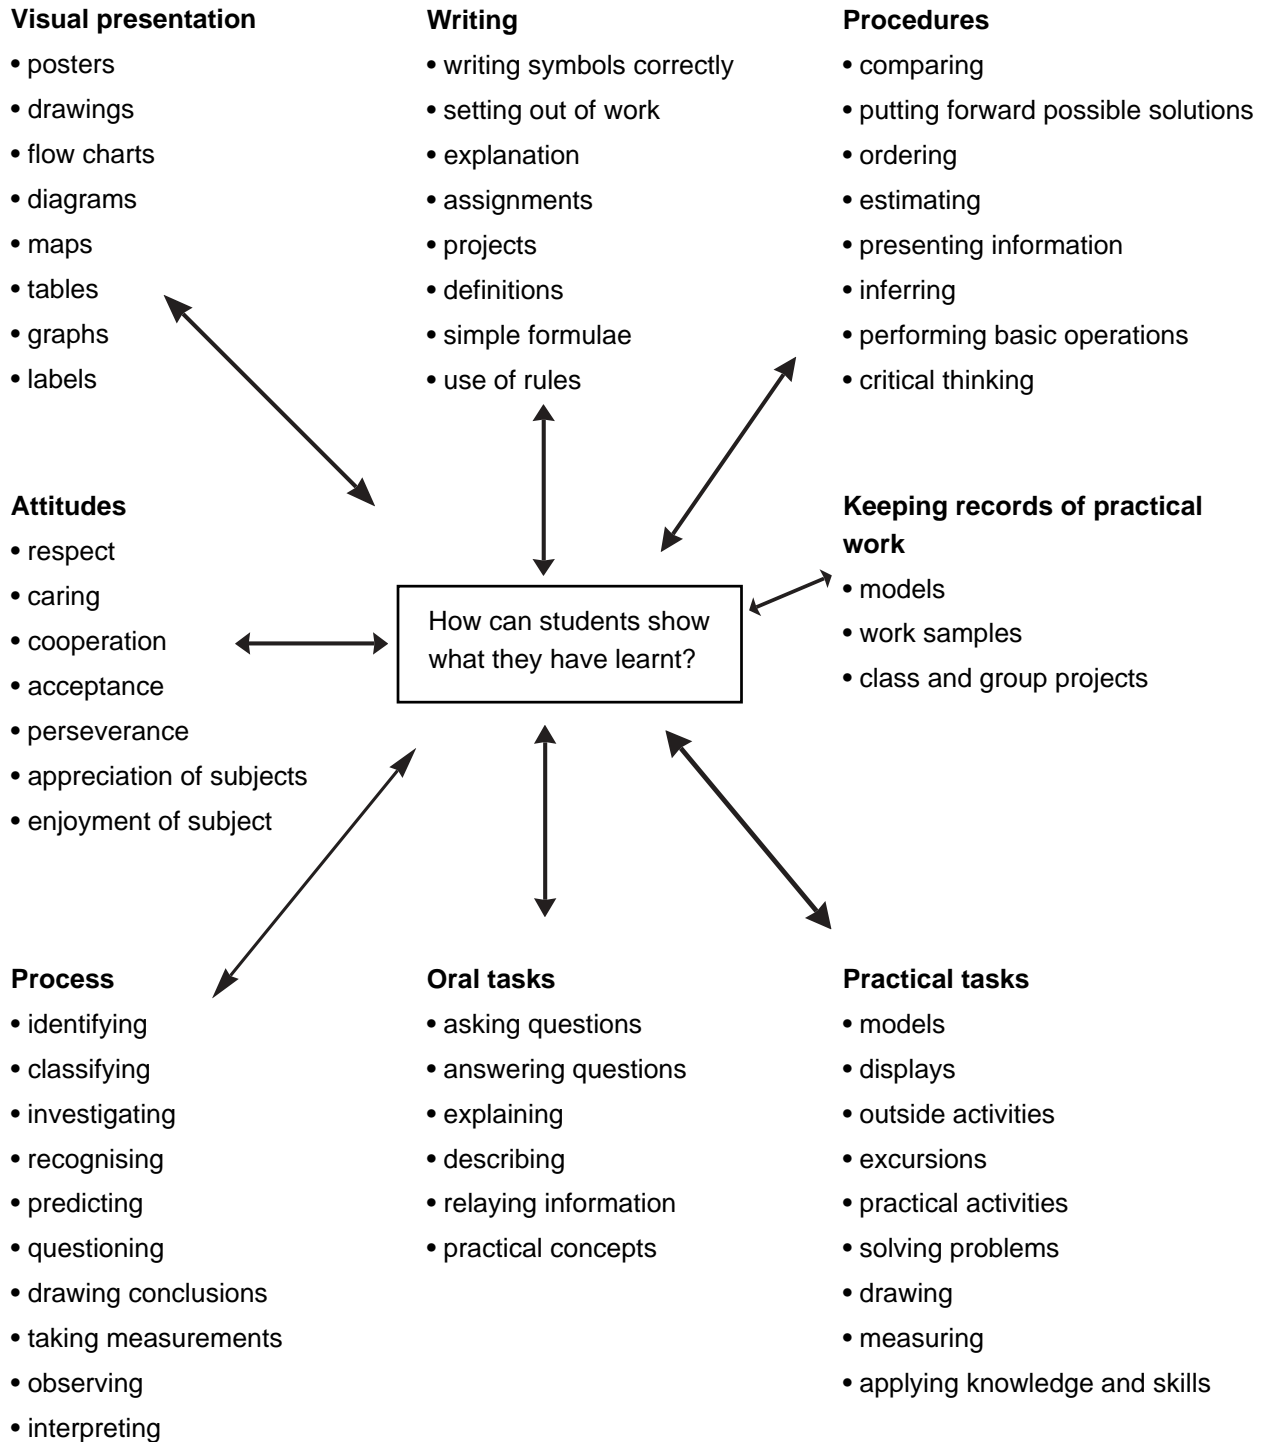 Visual presentation
• posters
• drawings
• flow charts
• diagrams
• maps
• tables
• graphs
• labels
Writing
• writing symbols correctly
• setting out of work
• explanation
• assignments
• projects
• definitions
• simple formulae
• use of rules
Procedures
• comparing
• putting forward possible solutions
• ordering
• estimating
• presenting information
• inferring
• performing basic operations
• critical thinking
Attitudes
• respect
• caring
• cooperation
• acceptance
• perseverance
• appreciation of subjects
• enjoyment of subject
How can students show
what they have learnt?
Keeping records of practical
work
• models
• work samples
• class and group projects
Process
• identifying
• classifying
• investigating
• recognising
• predicting
• questioning
• drawing conclusions
• taking measurements
• observing
• interpreting
Oral tasks
• asking questions
• answering questions
• explaining
• describing
• relaying information
• practical concepts
Practical tasks
• models
• displays
• outside activities
• excursions
• practical activities
• solving problems
• drawing
• measuring
• applying knowledge and skills